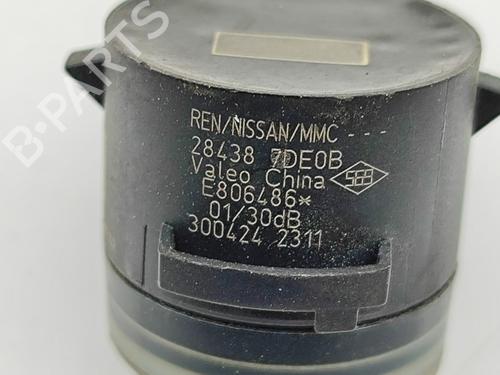 B-PARTS
REN/NISSAN/MMC ---
28438 7DE0B
Valeo China
E806486*
01/30dB
300424 2311